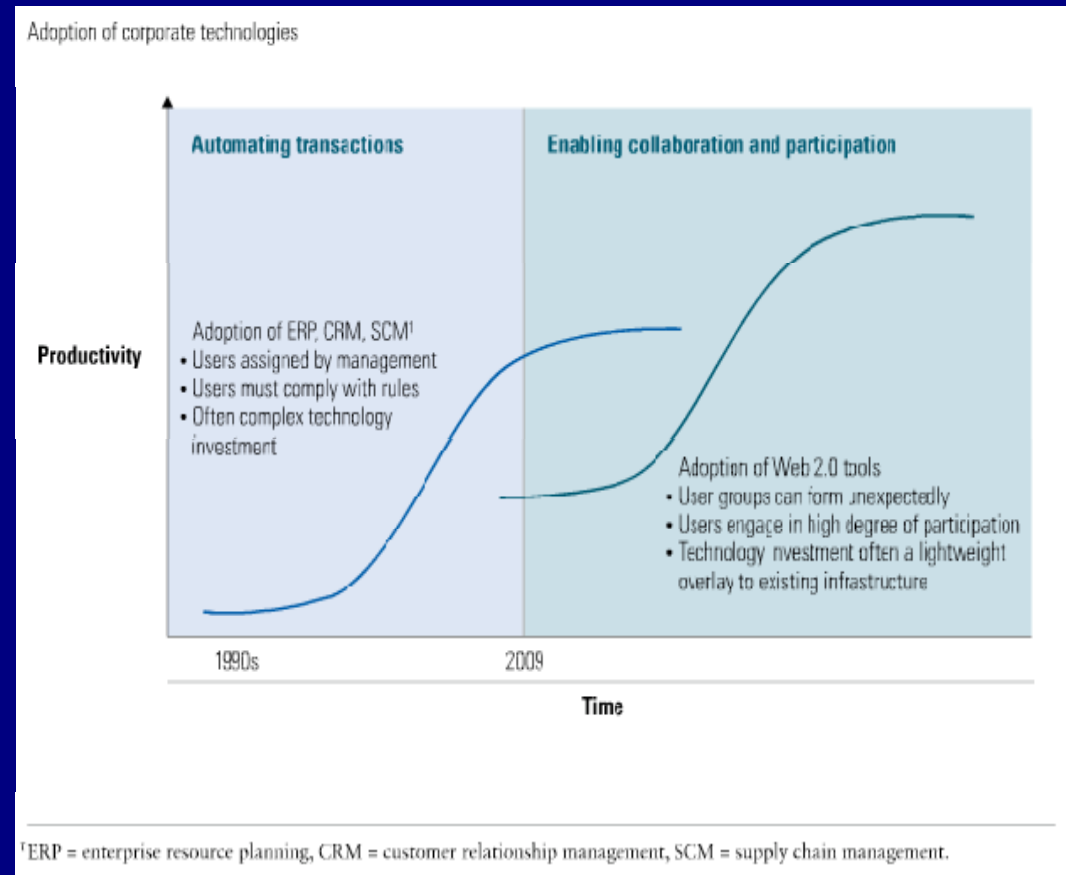 Adoption of corporate technologies
Automating transactions
Enabling collaboration and participation
Productivity
Adoption of ERP, CRM, SCM¹
• Users assigned by management
• Users must comply with rules
• Often complex technology
investment
Adoption of Web 2.0 tools
• User groups can form unexpectedly
• Users engage in high degree of participation
• Technology investment often a lightweight
overlay to existing infrastructure
1990s
2009
Time
¹ERP = enterprise resource planning, CRM = customer relationship management, SCM = supply chain management.